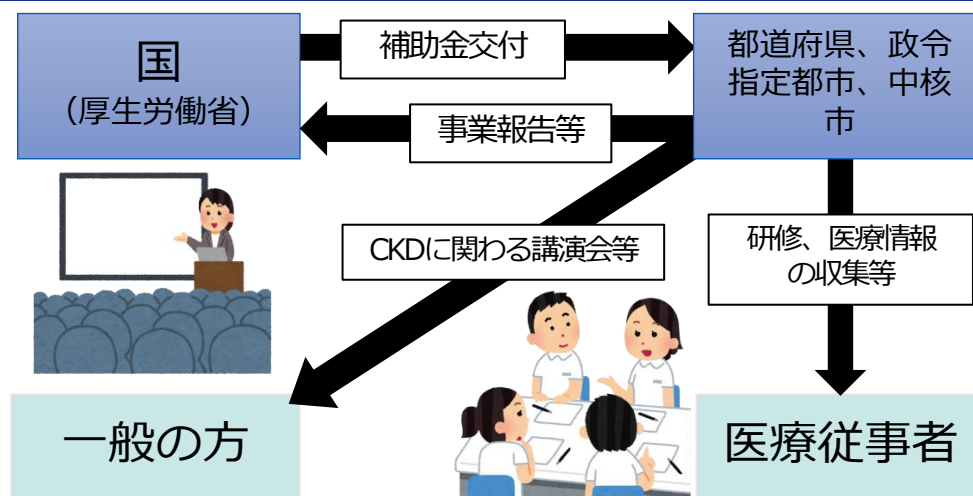 国
（厚生労働省）
補助金交付
都道府県、政令
指定都市、中核
市
事業報告等
CKDに関わる講演会等
研修、医療情報
の収集等
一般の方
医療従事者